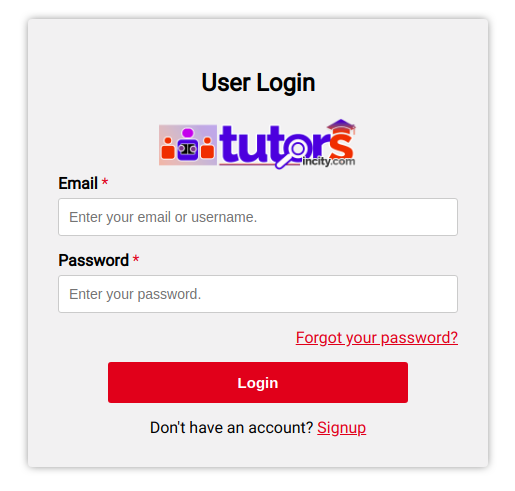 User Login
tutors
incity.com
Email *
Enter your email or username.
Password *
Enter your password.
Forgot your password?
Login
Don't have an account? Signup